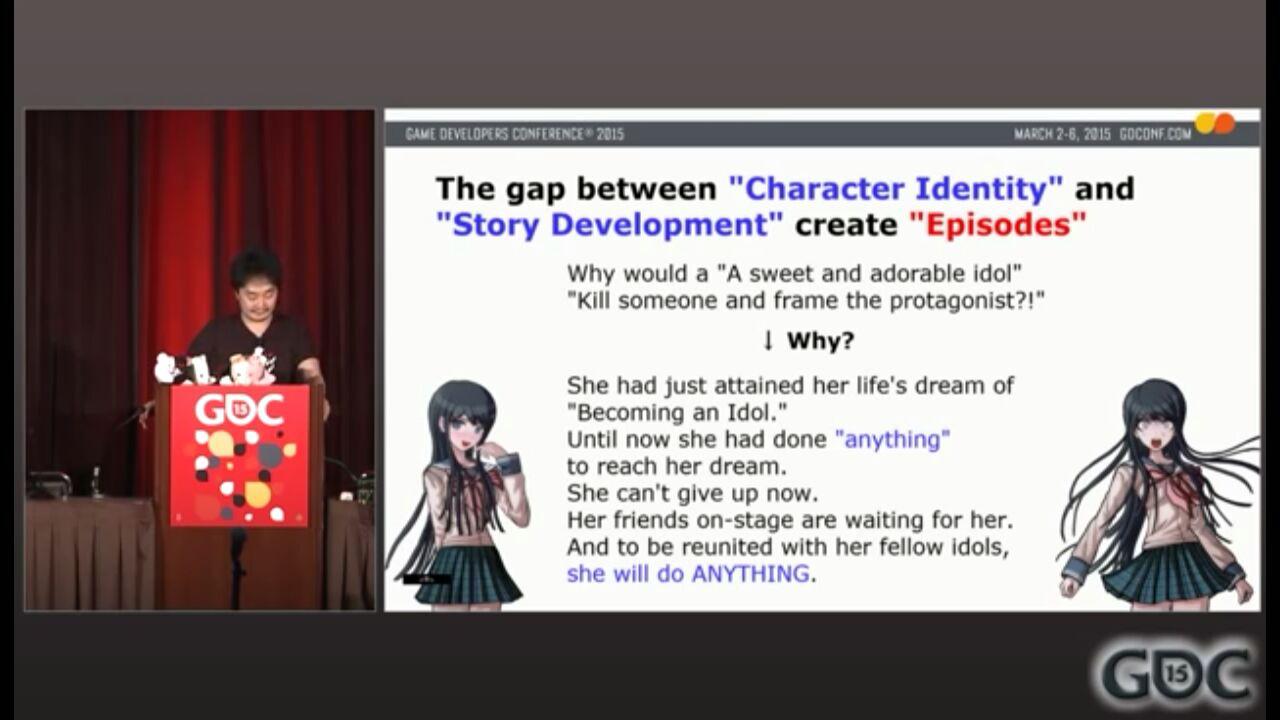 GAME DEVELOPERS CONFERENCE® 2015
MARCH 2-6, 2015 GDCONF.COM
The gap between "Character Identity" and
"Story Development" create "Episodes"
Why would a "A sweet and adorable idol"
"Kill someone and frame the protagonist?!"
↓ Why?
She had just attained her life's dream of
"Becoming an Idol."
Until now she had done "anything"
to reach her dream.
She can't give up now.
Her friends on-stage are waiting for her.
And to be reunited with her fellow idols,
she will do ANYTHING.
GDC 15
GDC 15